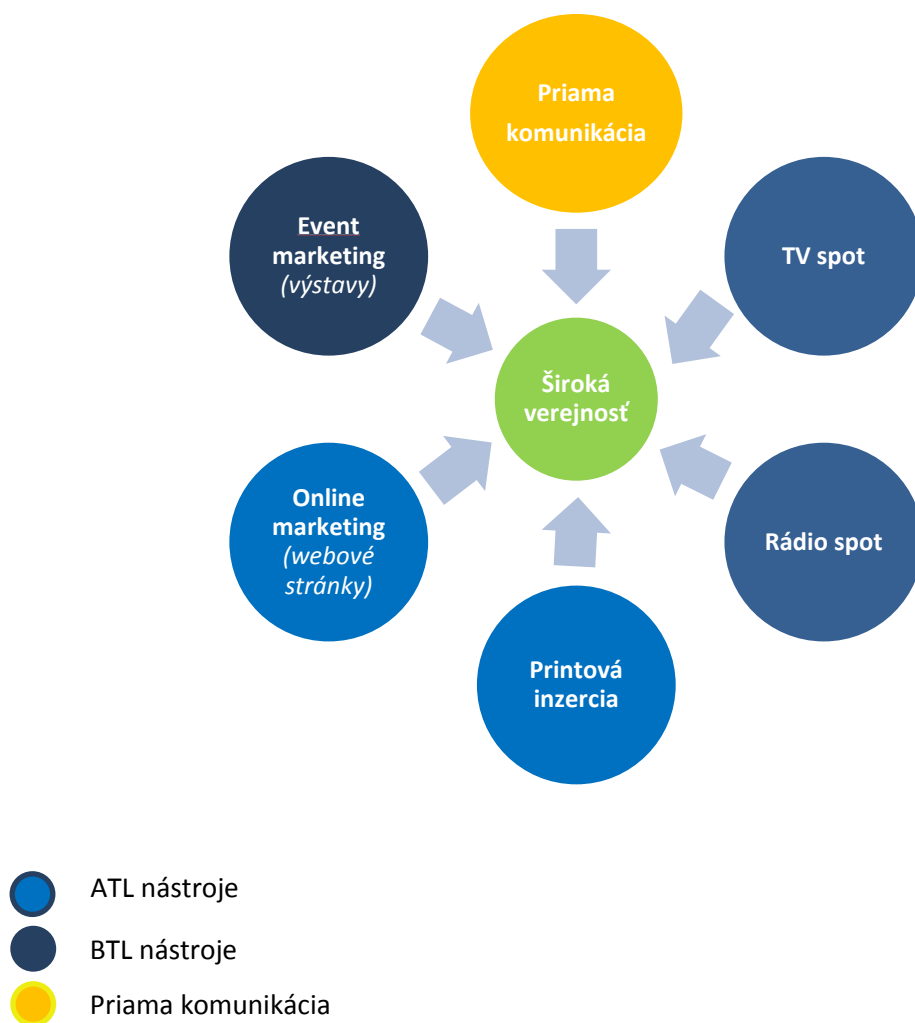 Priama
komunikácia
Event
marketing
(výstavy)
TV spot
Široká
verejnosť
Online
marketing
(webové
stránky)
Rádio spot
Printová
inzercia
ATL nástroje
BTL nástroje
Priama komunikácia